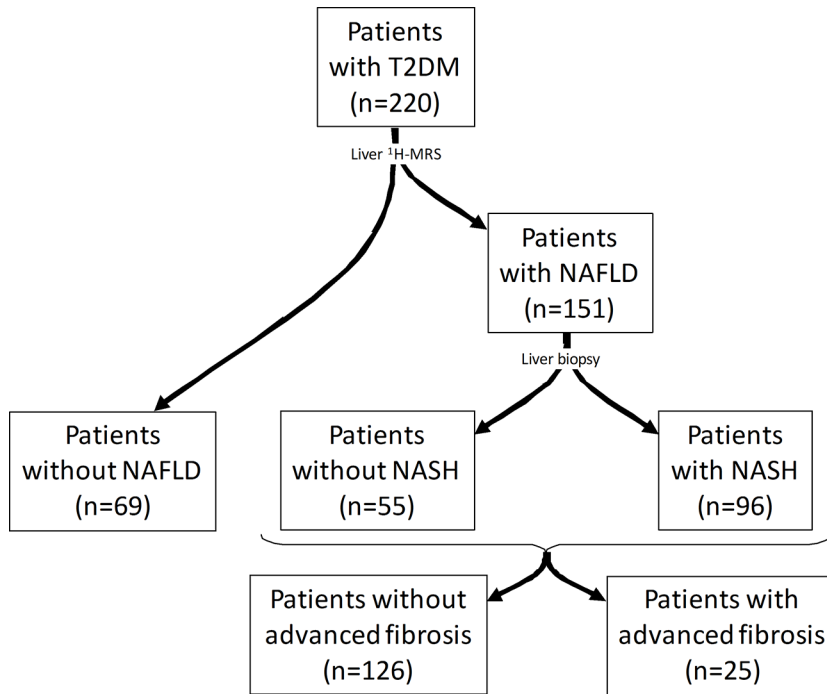 Patients
with T2DM
(n=220)
Liver ¹H-MRS
Patients
with NAFLD
(n=151)
Liver biopsy
Patients
without NAFLD
(n=69)
Patients
without NASH
(n=55)
Patients
with NASH
(n=96)
Patients without
advanced fibrosis
(n=126)
Patients with
advanced fibrosis
(n=25)